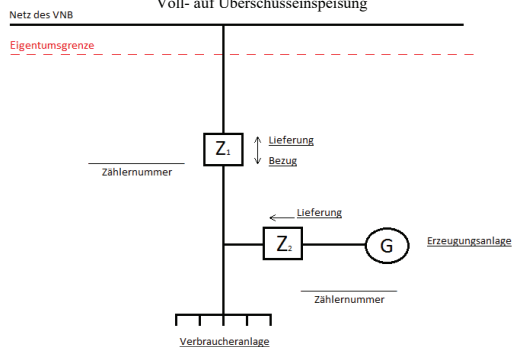 Voll- auf Überschusseinspeisung
Netz des VNB
Eigentumsgrenze
Z1
Lieferung
Bezug
Zählernummer
Lieferung
Z2
G
Erzeugungsanlage
Zählernummer
Verbraucheranlage